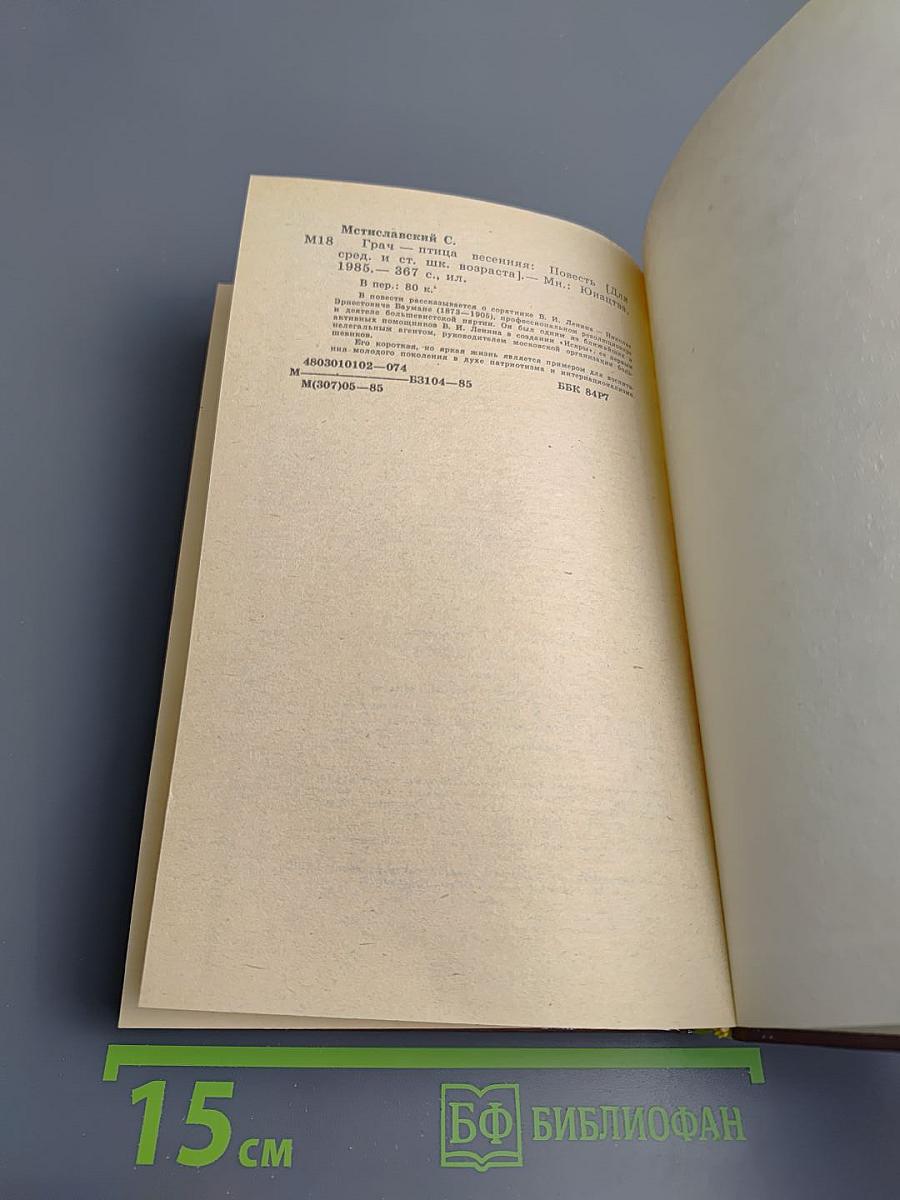 Мстиславский С.
М18 Грач — птица весенняя: Повесть [Для
сред. и ст. шк. возраста].— Мн.: Юнацтва,
1985.— 367 с., ил.
В пер.: 80 к.
В повести рассказывается о соратнике В. И. Ленина — Николае
Эрнестовиче Баумане (1873—1905), профессиональном революционере
и деятеле большевистской партии. Он был одним из ближайших и
активных помощников В. И. Ленина в создании «Искры», ее первым
нелегальным агентом, руководителем московской организации боль-
шевиков.
Его короткая, но яркая жизнь является примером для воспита-
ния молодого поколения в духе патриотизма и интернационализма.
4803010102—074
М————Б3104—85 ББК 84Р7
М(307)05—85
15 см
БФ БИБЛИОФАН